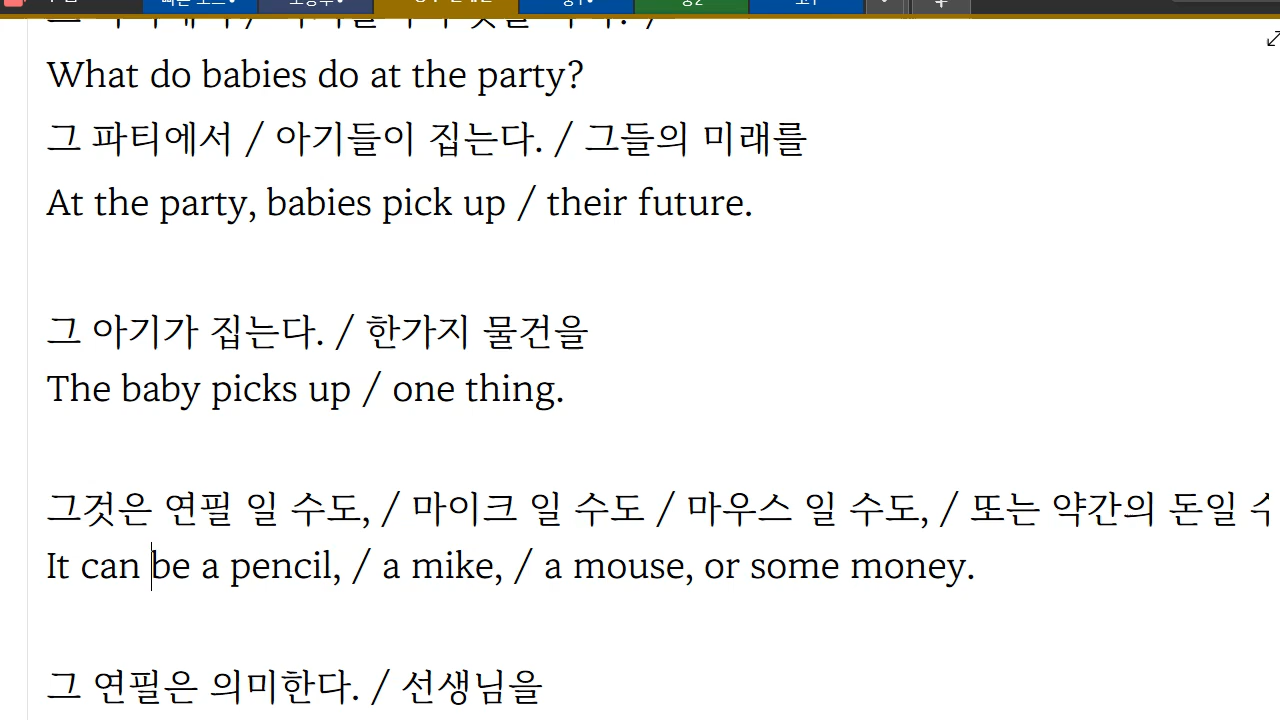 What do babies do at the party?
그 파티에서 / 아기들이 집는다. / 그들의 미래를
At the party, babies pick up / their future.
그 아기가 집는다. / 한가지 물건을
The baby picks up / one thing.
그것은 연필 일 수도, / 마이크 일 수도 / 마우스 일 수도, / 또는 약간의 돈일
It can be a pencil, / a mike, / a mouse, or some money.
그 연필은 의미한다. / 선생님을